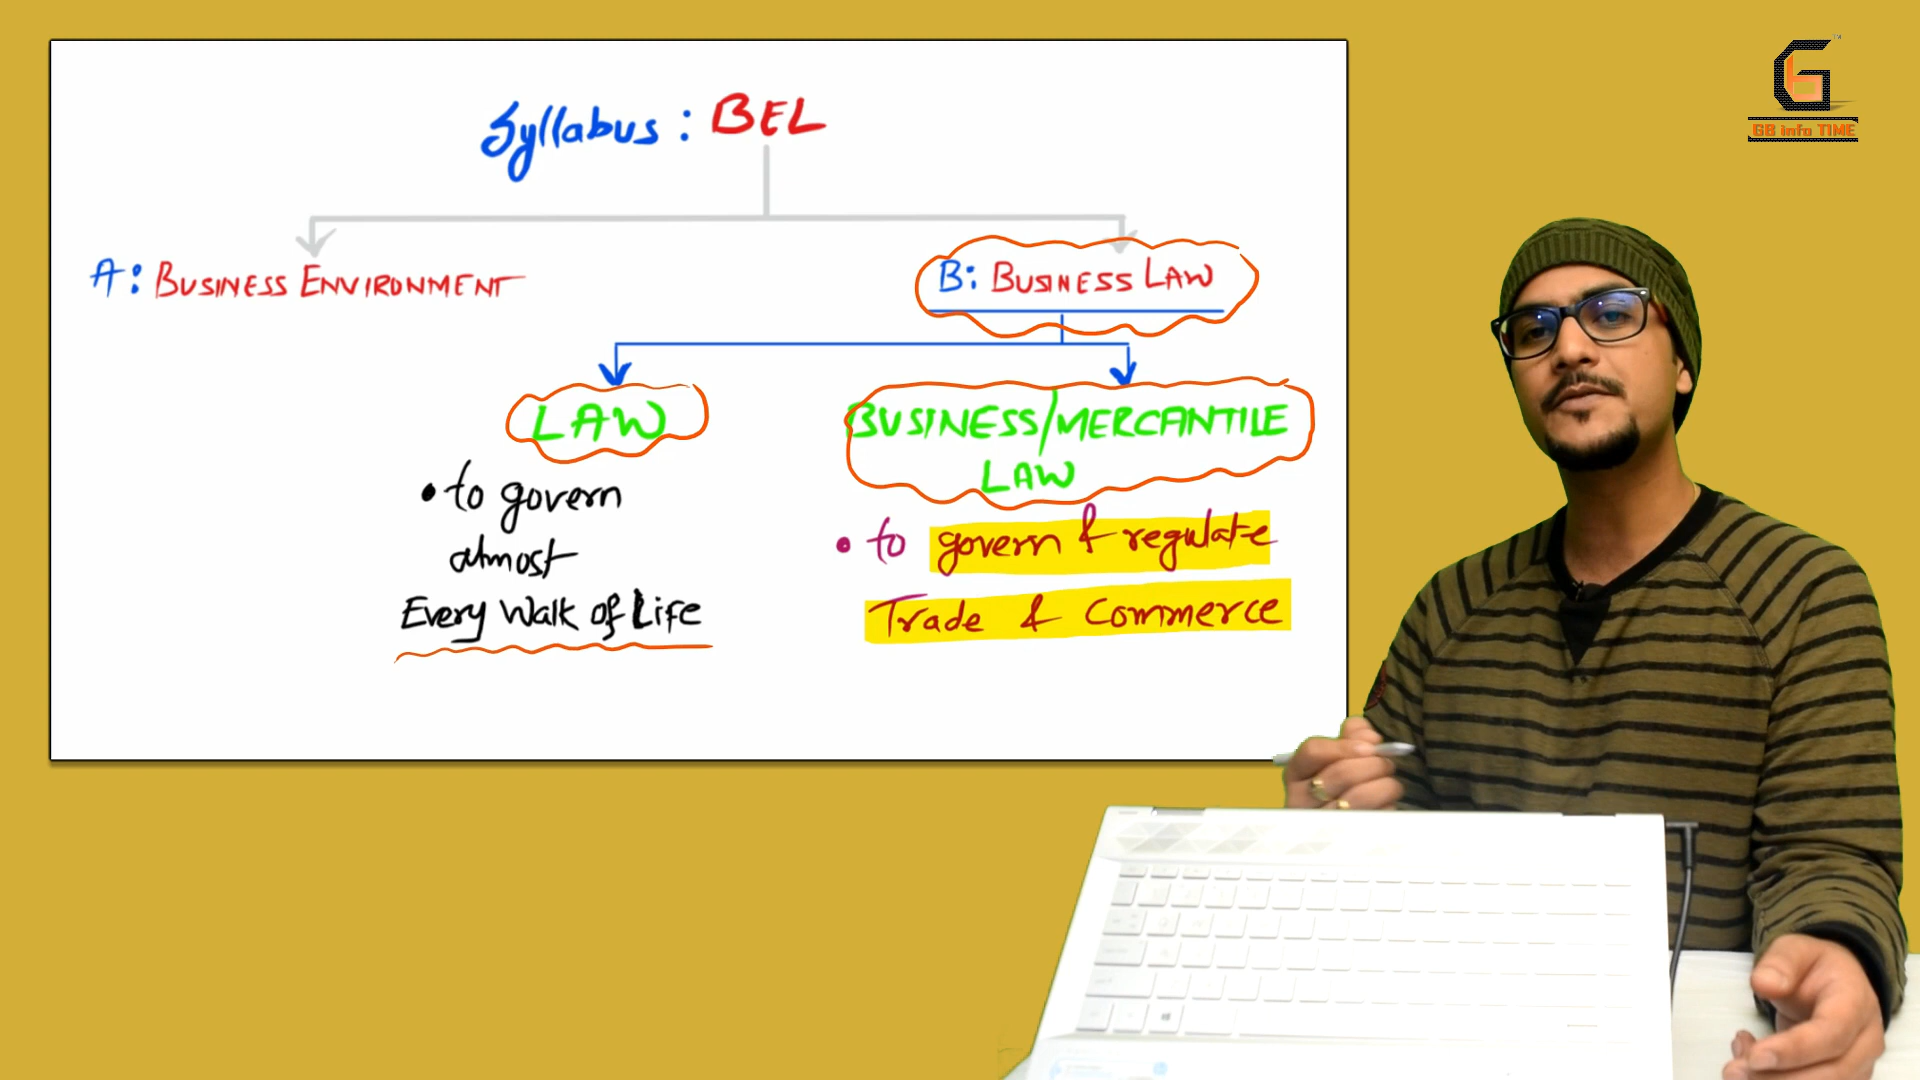 Syllabus : BEL
A: BUSINESS ENVIRONMENT
B: BUSINESS LAW
LAW
• to govern
almost
Every Walk of Life
BUSINESS/MERCANTILE
LAW
• to govern & regulate
Trade & Commerce
GB info TIME
TM